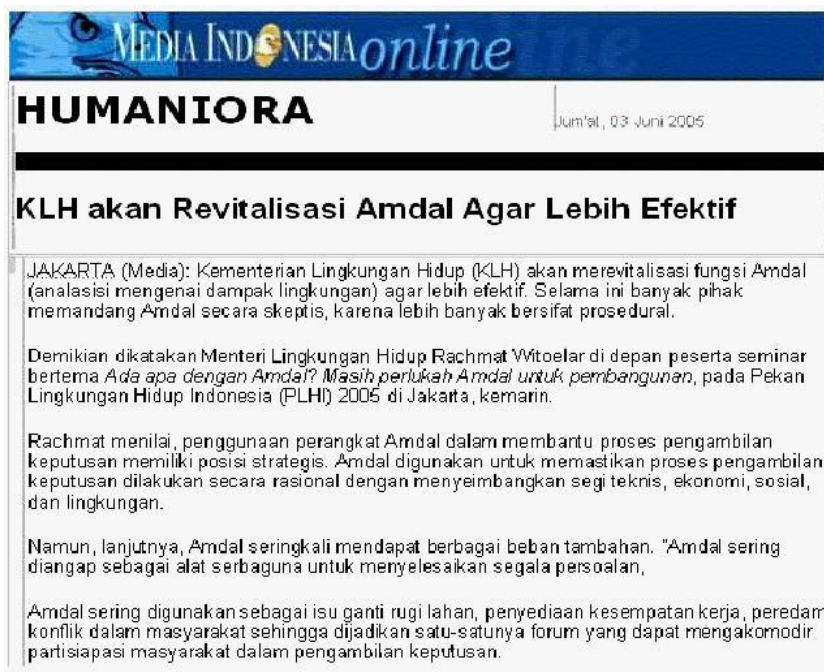 MEDIA INDONESIA online
HUMANIORA
Jum'at, 03 Juni 2005
KLH akan Revitalisasi Amdal Agar Lebih Efektif
JAKARTA (Media): Kementerian Lingkungan Hidup (KLH) akan merevitalisasi fungsi Amdal
(analasisi mengenai dampak lingkungan) agar lebih efektif. Selama ini banyak pihak
memandang Amdal secara skeptis, karena lebih banyak bersifat prosedural.
Demikian dikatakan Menteri Lingkungan Hidup Rachmat Witoelar di depan peserta seminar
bertema Ada apa dengan Amdal? Masih perlukah Amdal untuk pembangunan, pada Pekan
Lingkungan Hidup Indonesia (PLHI) 2005 di Jakarta, kemarin.
Rachmat menilai, penggunaan perangkat Amdal dalam membantu proses pengambilan
keputusan memiliki posisi strategis. Amdal digunakan untuk memastikan proses pengambilan
keputusan dilakukan secara rasional dengan menyeimbangkan segi teknis, ekonomi, sosial,
dan lingkungan.
Namun, lanjutnya, Amdal seringkali mendapat berbagai beban tambahan. "Amdal sering
diangap sebagai alat serbaguna untuk menyelesaikan segala persoalan,
Amdal sering digunakan sebagai isu ganti rugi lahan, penyediaan kesempatan kerja, peredam
konflik dalam masyarakat sehingga dijadikan satu-satunya forum yang dapat mengakomodir
partisiapasi masyarakat dalam pengambilan keputusan.